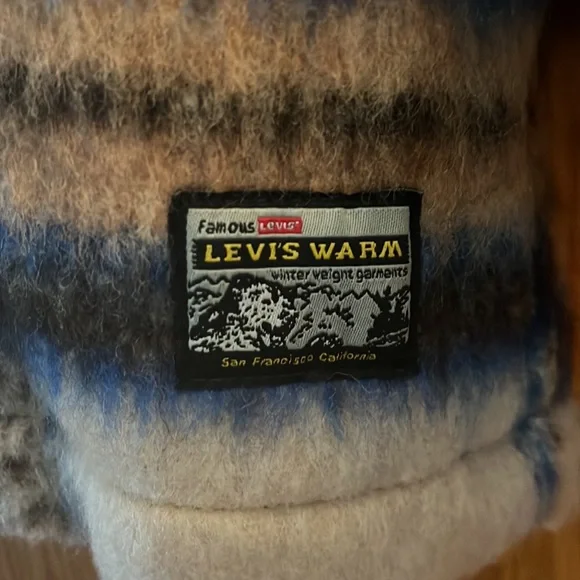 Famous LEVI'S
LEVI'S WARM
winter weight garments
San Francisco California